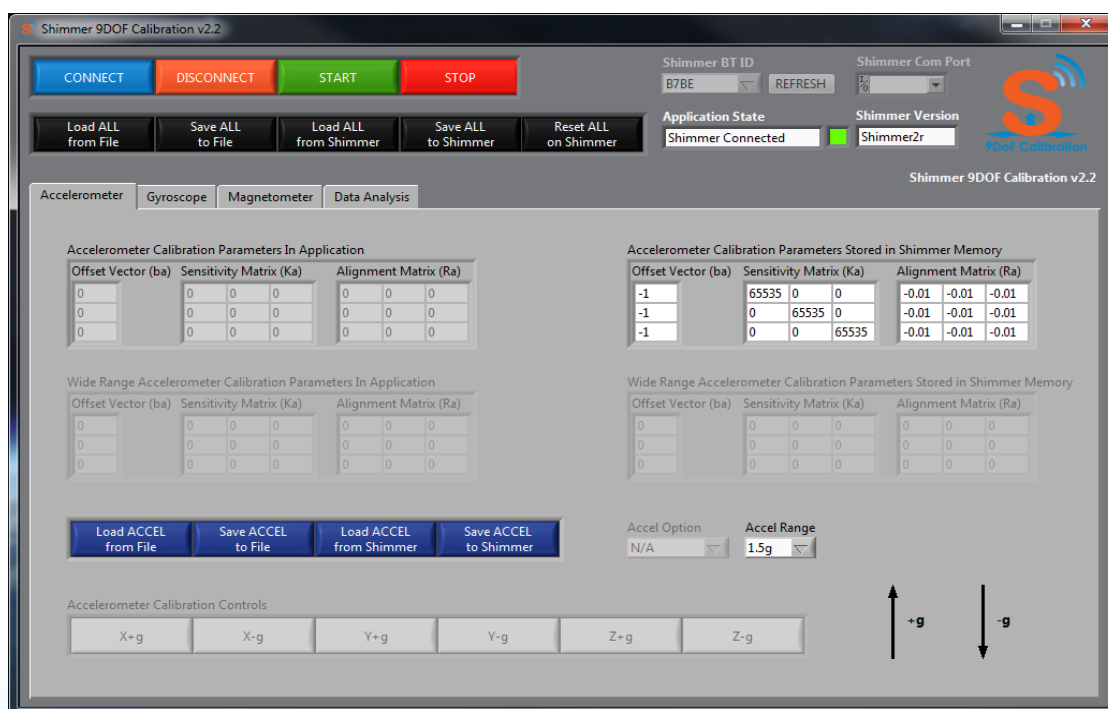 Shimmer 9DOF Calibration v2.2
CONNECT DISCONNECT START STOP
Shimmer BT ID Shimmer Com Port
B7BE REFRESH I/O
Load ALL from File Save ALL to File Load ALL from Shimmer Save ALL to Shimmer Reset ALL on Shimmer
Application State Shimmer Version
Shimmer Connected Shimmer2r
S
9DoF Calibration
Shimmer 9DOF Calibration v2.2
Accelerometer Gyroscope Magnetometer Data Analysis
Accelerometer Calibration Parameters In Application
Offset Vector (ba) Sensitivity Matrix (Ka) Alignment Matrix (Ra)
0 0 0 0 0 0 0
0 0 0 0 0 0 0
0 0 0 0 0 0 0
Accelerometer Calibration Parameters Stored in Shimmer Memory
Offset Vector (ba) Sensitivity Matrix (Ka) Alignment Matrix (Ra)
-1 65535 0 0 -0.01 -0.01 -0.01
-1 0 65535 0 -0.01 -0.01 -0.01
-1 0 0 65535 -0.01 -0.01 -0.01
Wide Range Accelerometer Calibration Parameters In Application
Offset Vector (ba) Sensitivity Matrix (Ka) Alignment Matrix (Ra)
0 0 0 0 0 0 0
0 0 0 0 0 0 0
0 0 0 0 0 0 0
Wide Range Accelerometer Calibration Parameters Stored in Shimmer Memory
Offset Vector (ba) Sensitivity Matrix (Ka) Alignment Matrix (Ra)
0 0 0 0 0 0 0
0 0 0 0 0 0 0
0 0 0 0 0 0 0
Load ACCEL from File Save ACCEL to File Load ACCEL from Shimmer Save ACCEL to Shimmer
Accel Option Accel Range
N/A 1.5g
Accelerometer Calibration Controls
X+g X-g Y+g Y-g Z+g Z-g
+g -g